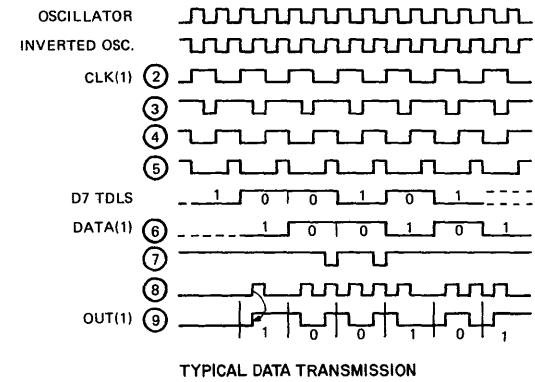 OSCILLATOR
INVERTED OSC.
CLK(1) 2
3
4
5
D7 TDLS 1 0 0 1 0 1
DATA(1) 6 1 0 0 1 0 1
7
8
OUT(1) 9 1 0 0 1 0 1
TYPICAL DATA TRANSMISSION